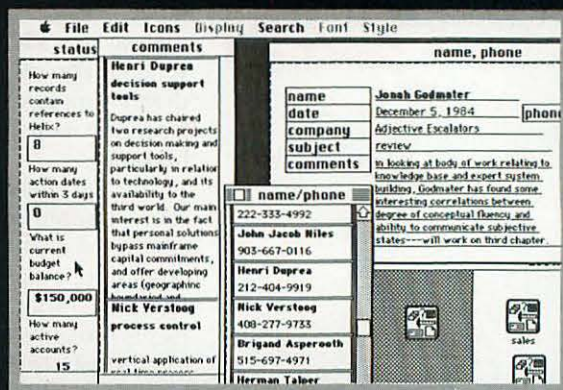 File Edit Icons Display Search Font Style
status
How many
records
contain
references to
Helix?
8
How many
action dates
within 3 days
0
What is
current
budget
balance?
$150,000
How many
active
accounts?
15
comments
Henri Duprea
decision support
tools
Duprea has chaired
two research projects
on decision making and
support tools,
particularly in relation
to technology, and its
availability to the
third world. Our main
interest is in the fact
that personal solutions
bypass mainframe
capital commitments,
and offer developing
areas (geographic
Nick Versteeg
process control
vertical application of
name, phone
name Jonah Godmater
date December 5, 1984 phon
company Adjective Escalators
subject review
comments in looking at body of work relating to
knowledge base and expert system
building, Godmater has found some
interesting correlations between
degree of conceptual fluency and
ability to communicate subjective
states---will work on third chapter.
name/phone
222-333-4992
John Jacob Niles
903-667-0116
Henri Duprea
212-404-9919
Nick Versteeg
408-277-9733
Brigand Asperooth
515-697-4971
Herman Talper
sales